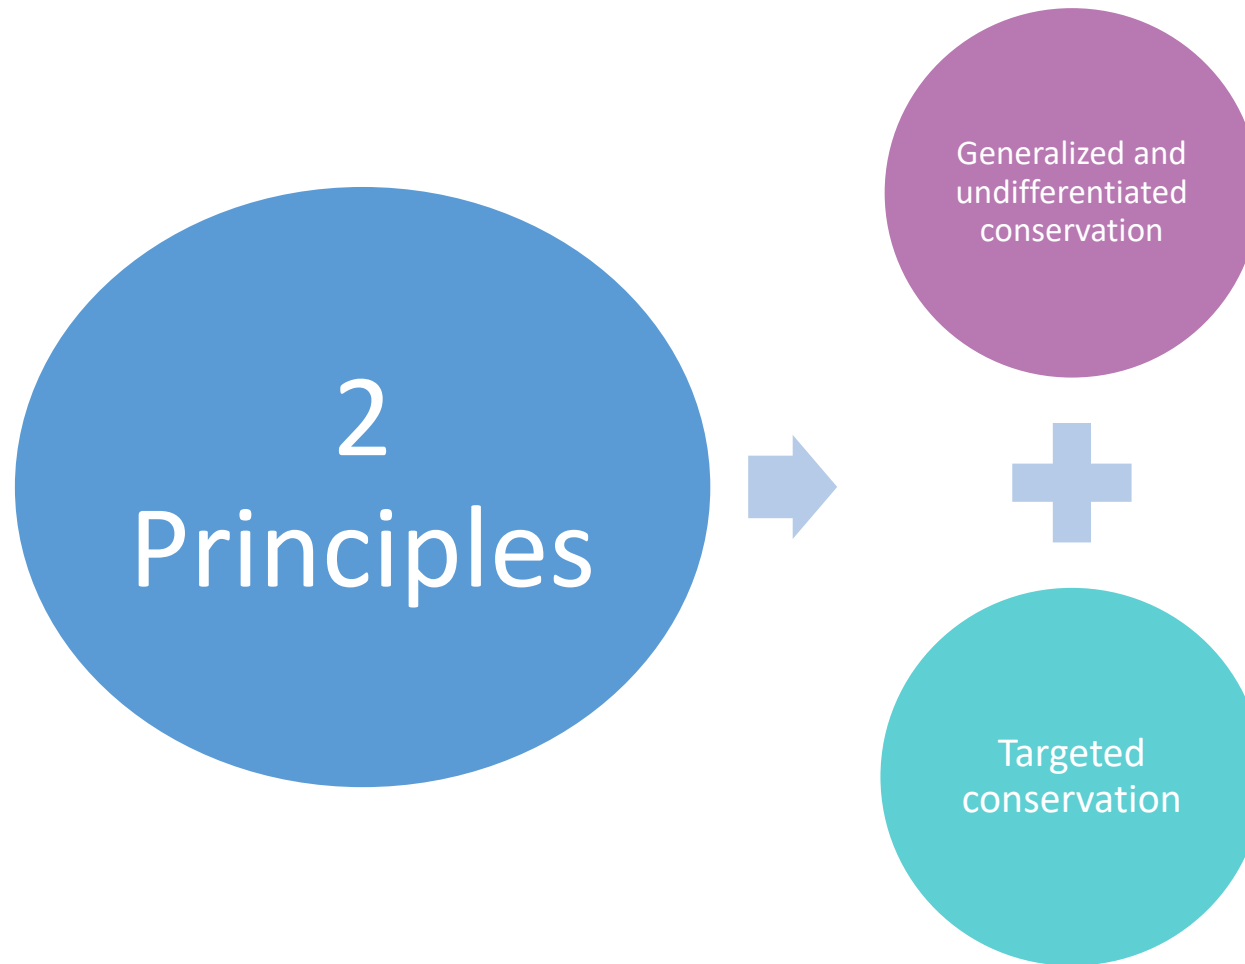 2
Principles
Generalized and
undifferentiated
conservation
Targeted
conservation